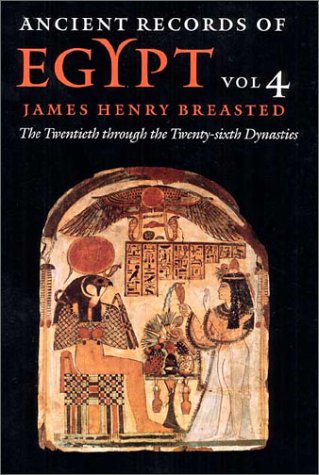 ANCIENT RECORDS OF
EGYPT VOL 4
JAMES HENRY BREASTED
The Twentieth through the Twenty-sixth Dynasties